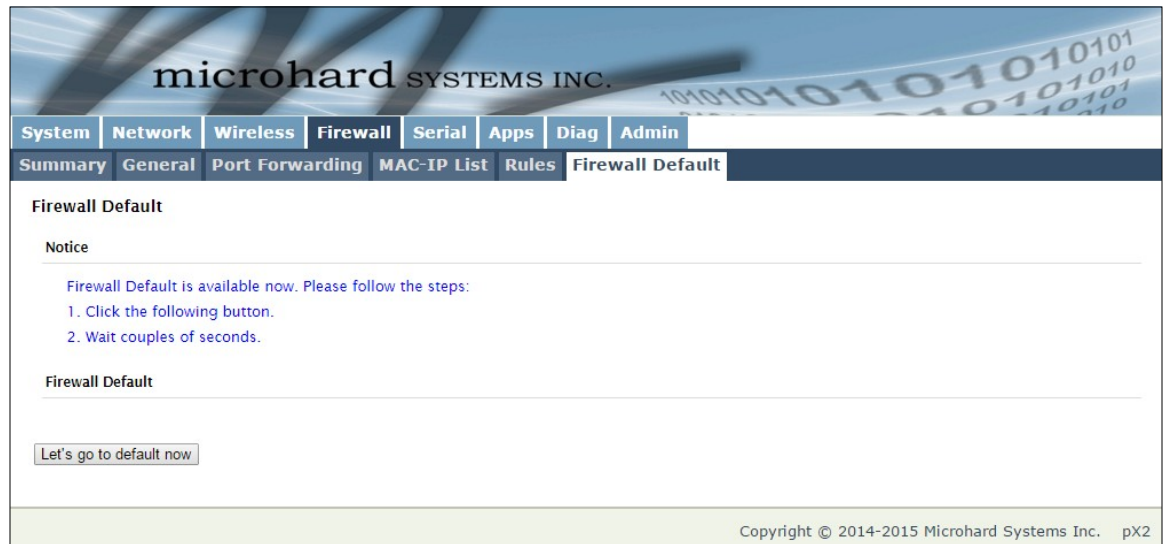 microhard SYSTEMS INC.
System Network Wireless Firewall Serial Apps Diag Admin
Summary General Port Forwarding MAC-IP List Rules Firewall Default
Firewall Default
Notice
Firewall Default is available now. Please follow the steps:
1. Click the following button.
2. Wait couples of seconds.
Firewall Default
Let's go to default now
Copyright © 2014-2015 Microhard Systems Inc. pX2